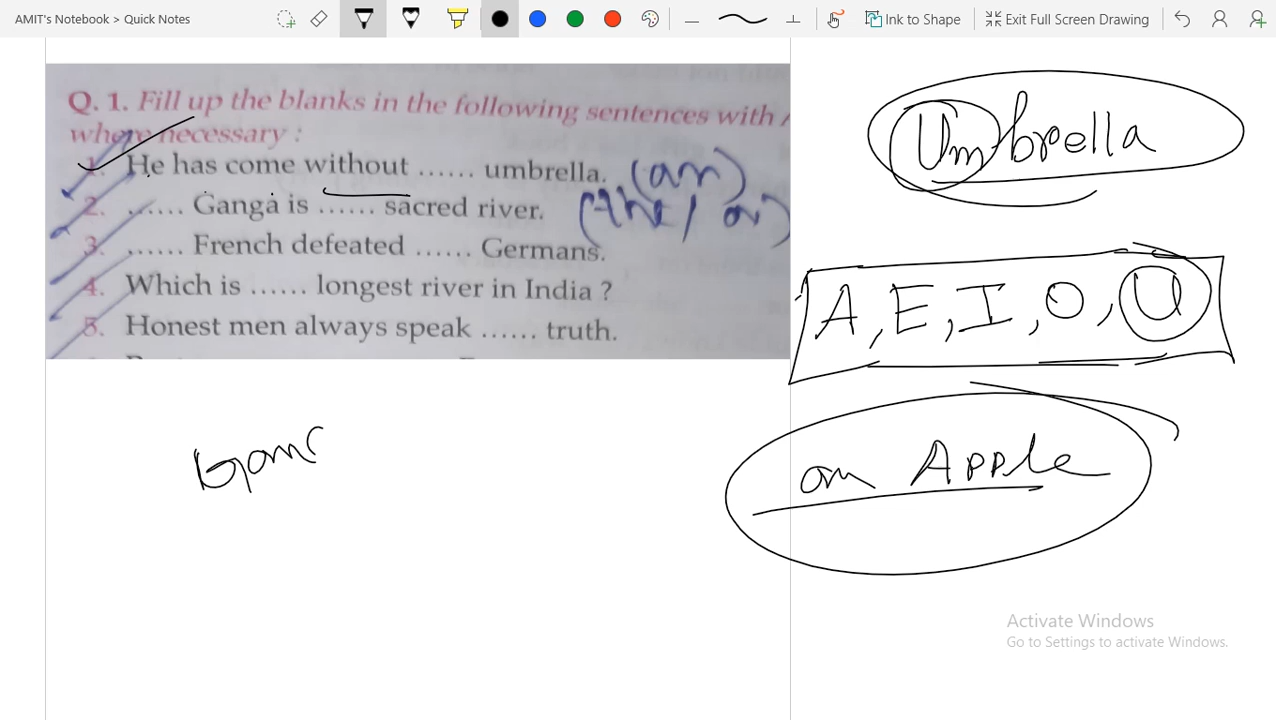 AMIT's Notebook > Quick Notes
Ink to Shape
Exit Full Screen Drawing
Q. 1. Fill up the blanks in the following sentences with
where necessary :
1. He has come without ...... umbrella. (an)
2. ...... Ganga is ...... sacred river. (the / a)
3. ...... French defeated ...... Germans.
4. Which is ...... longest river in India ?
5. Honest men always speak ...... truth.
Umbrella
A, E, I, O, U
an Apple
Activate Windows
Go to Settings to activate Windows.